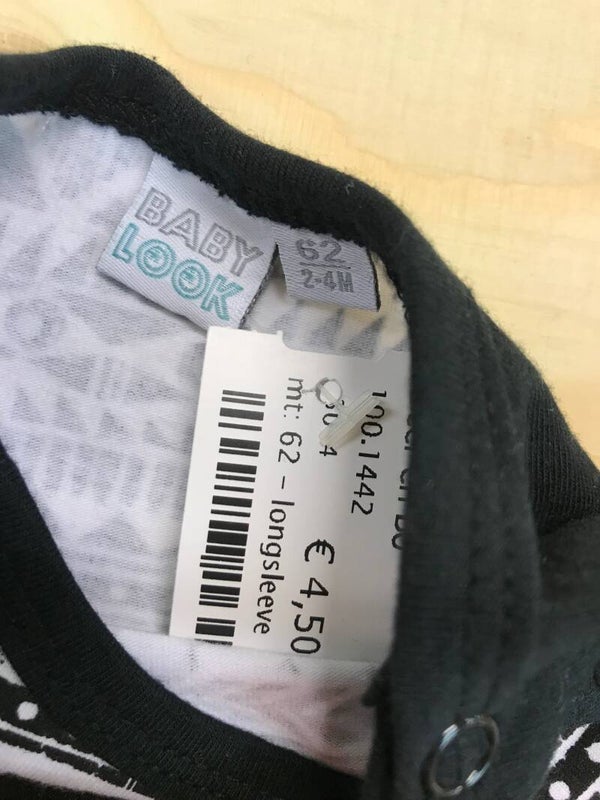 BABY
LOOK
62
2-4M
100.1442
€ 4,50
mt: 62 - longsleeve